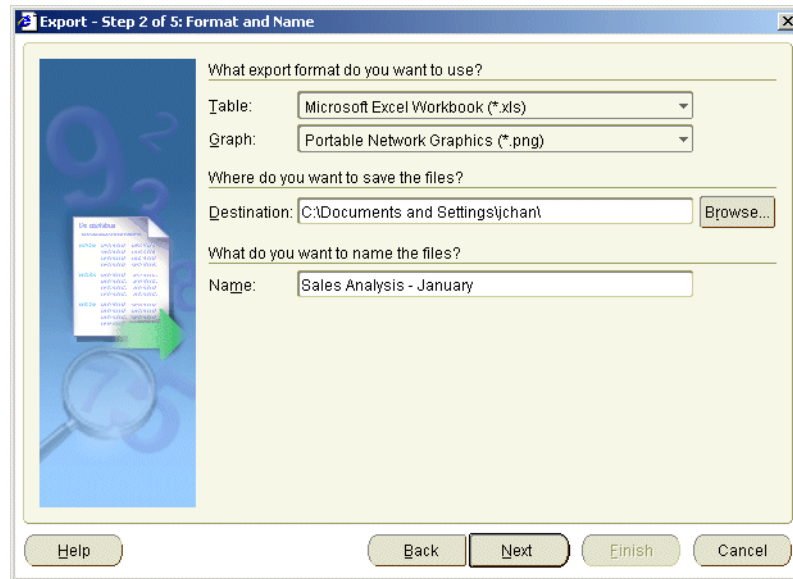 Export - Step 2 of 5: Format and Name
What export format do you want to use?
Table: Microsoft Excel Workbook (*.xls)
Graph: Portable Network Graphics (*.png)
Where do you want to save the files?
Destination: C:\Documents and Settings\jchan\ Browse...
What do you want to name the files?
Name: Sales Analysis - January
Help Back Next Finish Cancel